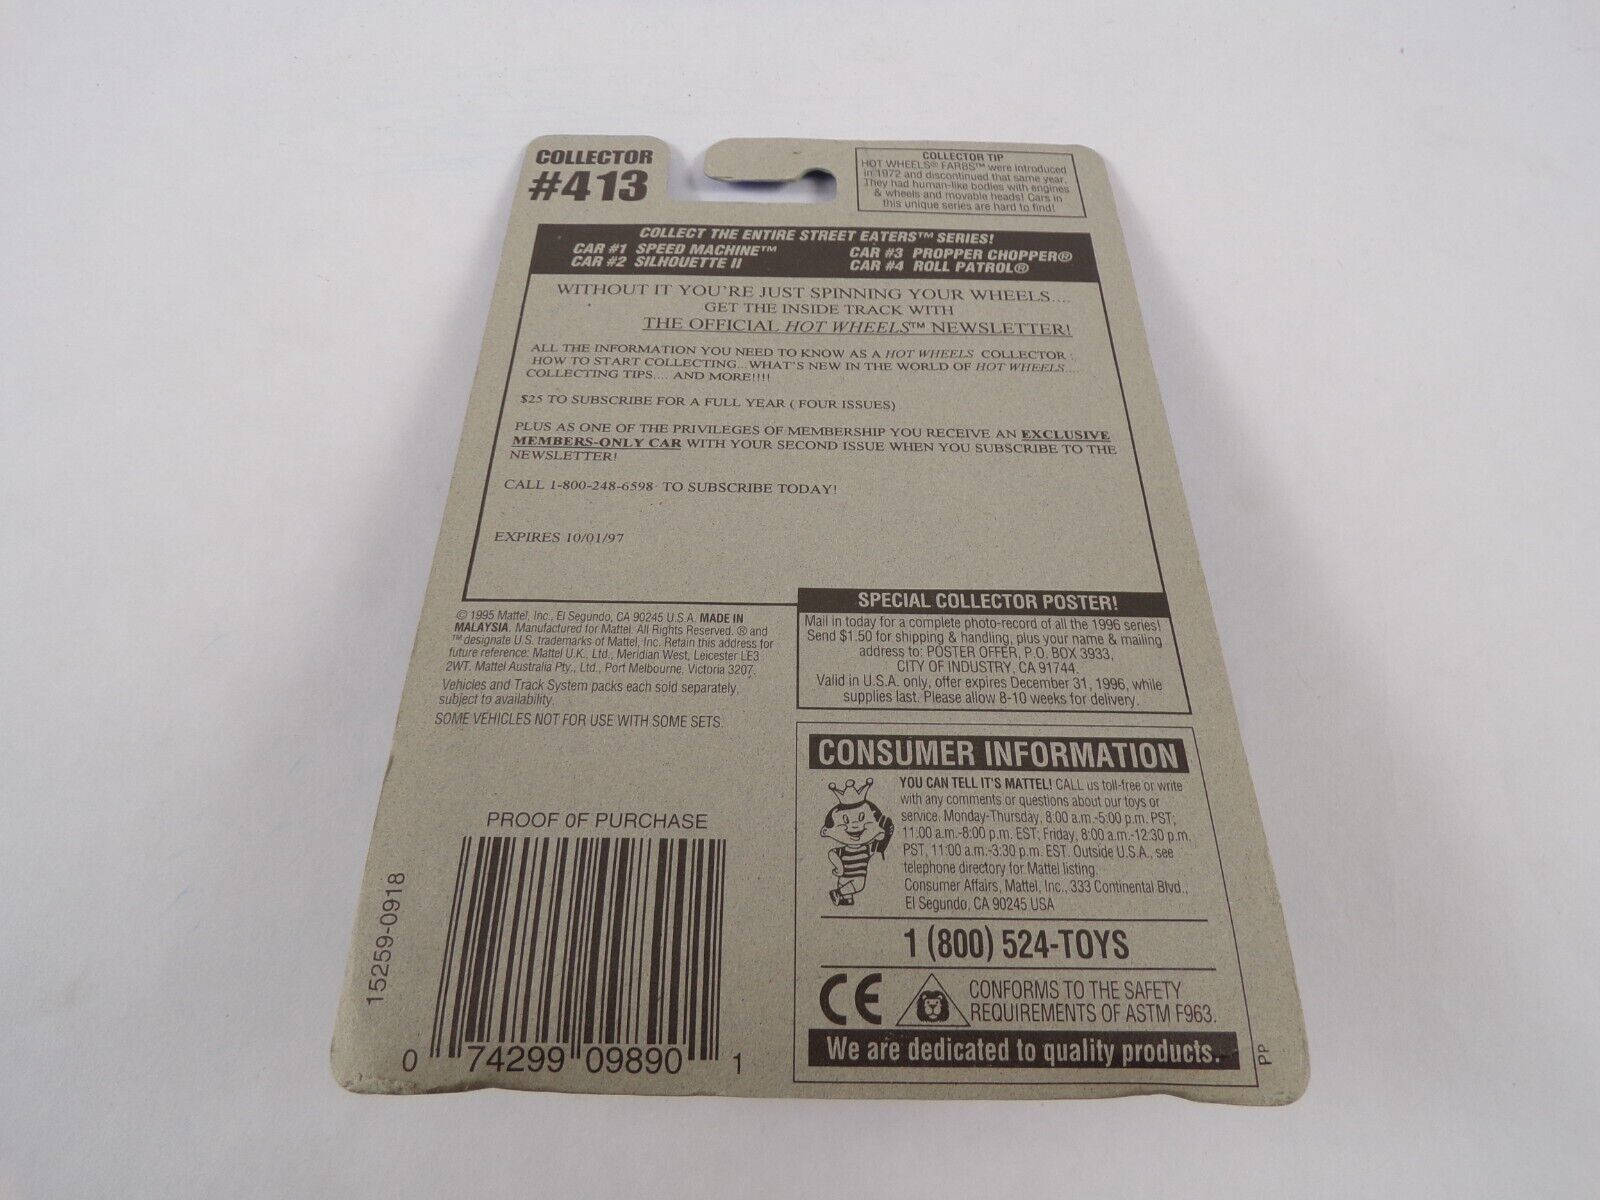 COLLECTOR
#413
COLLECTOR TIP
HOT WHEELS® FARBS™ were introduced
in 1972 and discontinued that same year.
They had human-like bodies with engines
& wheels and movable heads! Cars in
this unique series are hard to find!
COLLECT THE ENTIRE STREET EATERS™ SERIES!
CAR #1 SPEED MACHINE™
CAR #2 SILHOUETTE II
CAR #3 PROPPER CHOPPER®
CAR #4 ROLL PATROL®
WITHOUT IT YOU'RE JUST SPINNING YOUR WHEELS....
GET THE INSIDE TRACK WITH
THE OFFICIAL HOT WHEELS™ NEWSLETTER!
ALL THE INFORMATION YOU NEED TO KNOW AS A HOT WHEELS COLLECTOR:
HOW TO START COLLECTING...WHAT'S NEW IN THE WORLD OF HOT WHEELS....
COLLECTING TIPS.... AND MORE!!!!
$25 TO SUBSCRIBE FOR A FULL YEAR ( FOUR ISSUES)
PLUS AS ONE OF THE PRIVILEGES OF MEMBERSHIP YOU RECEIVE AN EXCLUSIVE
MEMBERS-ONLY CAR WITH YOUR SECOND ISSUE WHEN YOU SUBSCRIBE TO THE
NEWSLETTER!
CALL 1-800-248-6598 TO SUBSCRIBE TODAY!
EXPIRES 10/01/97
© 1995 Mattel, Inc., El Segundo, CA 90245 U.S.A. MADE IN
MALAYSIA. Manufactured for Mattel. All Rights Reserved. ® and
™ designate U.S. trademarks of Mattel, Inc. Retain this address for
future reference: Mattel U.K., Ltd., Meridian West, Leicester LE3
2WT. Mattel Australia Pty., Ltd., Port Melbourne, Victoria 3207.
Vehicles and Track System packs each sold separately,
subject to availability.
SOME VEHICLES NOT FOR USE WITH SOME SETS.
SPECIAL COLLECTOR POSTER!
Mail in today for a complete photo-record of all the 1996 series!
Send $1.50 for shipping & handling, plus your name & mailing
address to: POSTER OFFER, P.O. BOX 3933,
CITY OF INDUSTRY, CA 91744.
Valid in U.S.A. only, offer expires December 31, 1996, while
supplies last. Please allow 8-10 weeks for delivery.
CONSUMER INFORMATION
YOU CAN TELL IT'S MATTEL! CALL us toll-free or write
with any comments or questions about our toys or
service. Monday-Thursday, 8:00 a.m.-5:00 p.m. PST;
11:00 a.m.-8:00 p.m. EST; Friday, 8:00 a.m.-12:30 p.m.
PST, 11:00 a.m.-3:30 p.m. EST. Outside U.S.A., see
telephone directory for Mattel listing.
Consumer Affairs, Mattel, Inc., 333 Continental Blvd.,
El Segundo, CA 90245 USA
1 (800) 524-TOYS
CE
CONFORMS TO THE SAFETY
REQUIREMENTS OF ASTM F963.
We are dedicated to quality products.
PP
PROOF OF PURCHASE
15259-0918
0 74299 09890 1